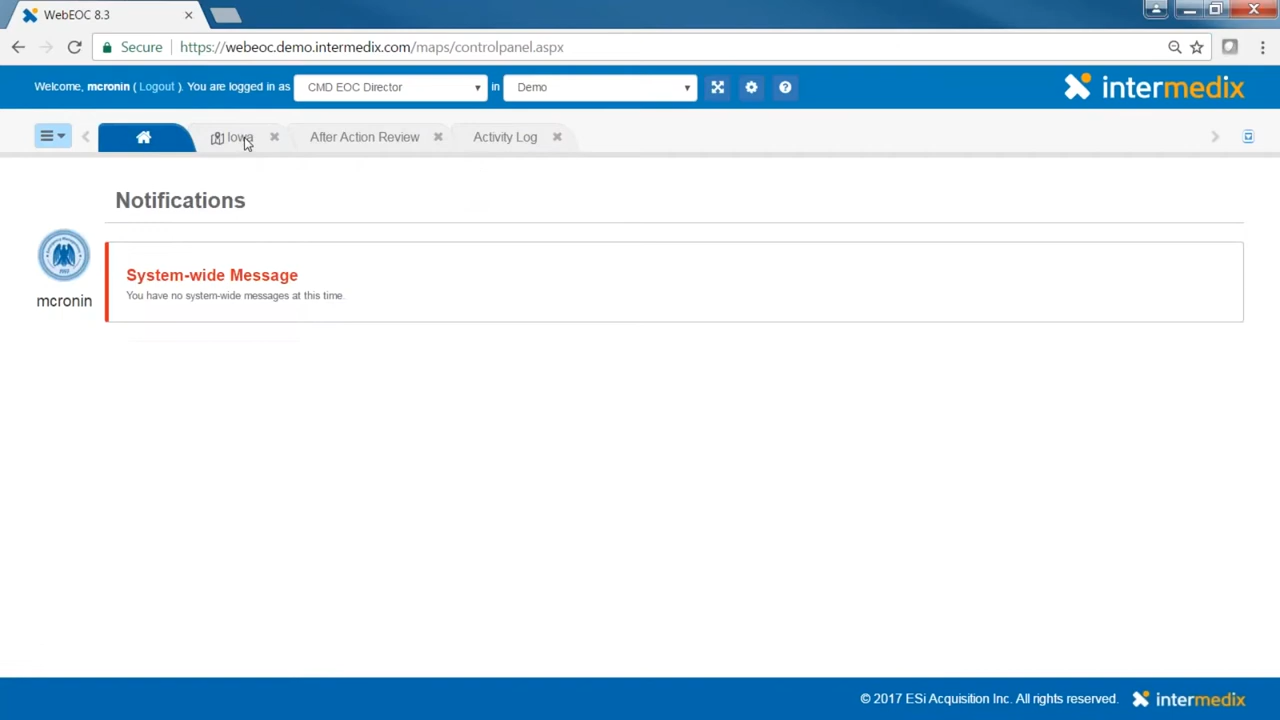 WebEOC 8.3
Secure https://webeoc.demo.intermedix.com/maps/controlpanel.aspx
Welcome, mcronin ( Logout ). You are logged in as CMD EOC Director in Demo
intermedix
Iowa After Action Review Activity Log
Notifications
System-wide Message
You have no system-wide messages at this time.
mcronin
© 2017 ESi Acquisition Inc. All rights reserved. intermedix